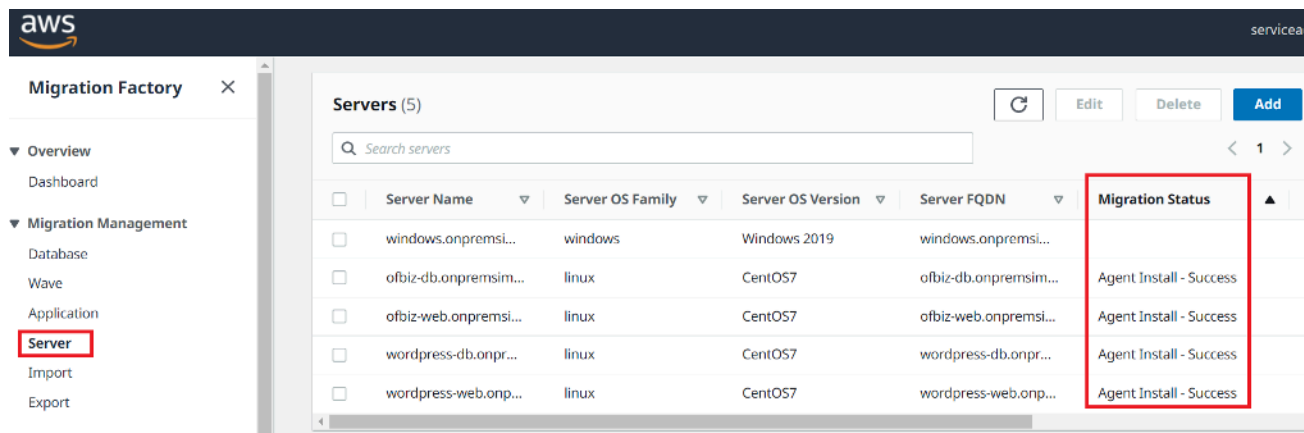 aws
servicea
Migration Factory
Servers (5)
Edit Delete Add
Search servers
1
Overview
Dashboard
Migration Management
Database
Wave
Application
Server
Import
Export
Server Name Server OS Family Server OS Version Server FQDN Migration Status
windows.onpremsi... windows Windows 2019 windows.onpremsi...
ofbiz-db.onpremsim... linux CentOS7 ofbiz-db.onpremsim... Agent Install - Success
ofbiz-web.onpremsi... linux CentOS7 ofbiz-web.onpremsi... Agent Install - Success
wordpress-db.onpr... linux CentOS7 wordpress-db.onpr... Agent Install - Success
wordpress-web.onp... linux CentOS7 wordpress-web.onp... Agent Install - Success